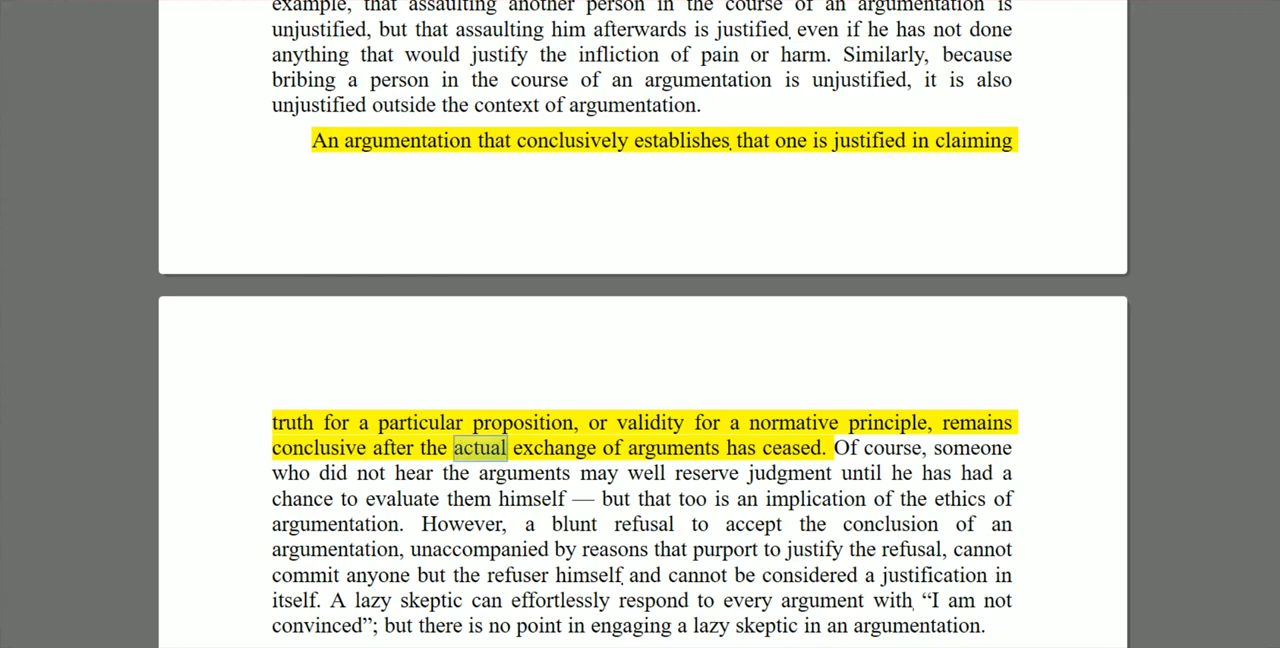 example, that assaulting another person in the course of an argumentation is
unjustified, but that assaulting him afterwards is justified, even if he has not done
anything that would justify the infliction of pain or harm. Similarly, because
bribing a person in the course of an argumentation is unjustified, it is also
unjustified outside the context of argumentation.
An argumentation that conclusively establishes, that one is justified in claiming
truth for a particular proposition, or validity for a normative principle, remains
conclusive after the actual exchange of arguments has ceased. Of course, someone
who did not hear the arguments may well reserve judgment until he has had a
chance to evaluate them himself — but that too is an implication of the ethics of
argumentation. However, a blunt refusal to accept the conclusion of an
argumentation, unaccompanied by reasons that purport to justify the refusal, cannot
commit anyone but the refuser himself, and cannot be considered a justification in
itself. A lazy skeptic can effortlessly respond to every argument with, “I am not
convinced”; but there is no point in engaging a lazy skeptic in an argumentation.